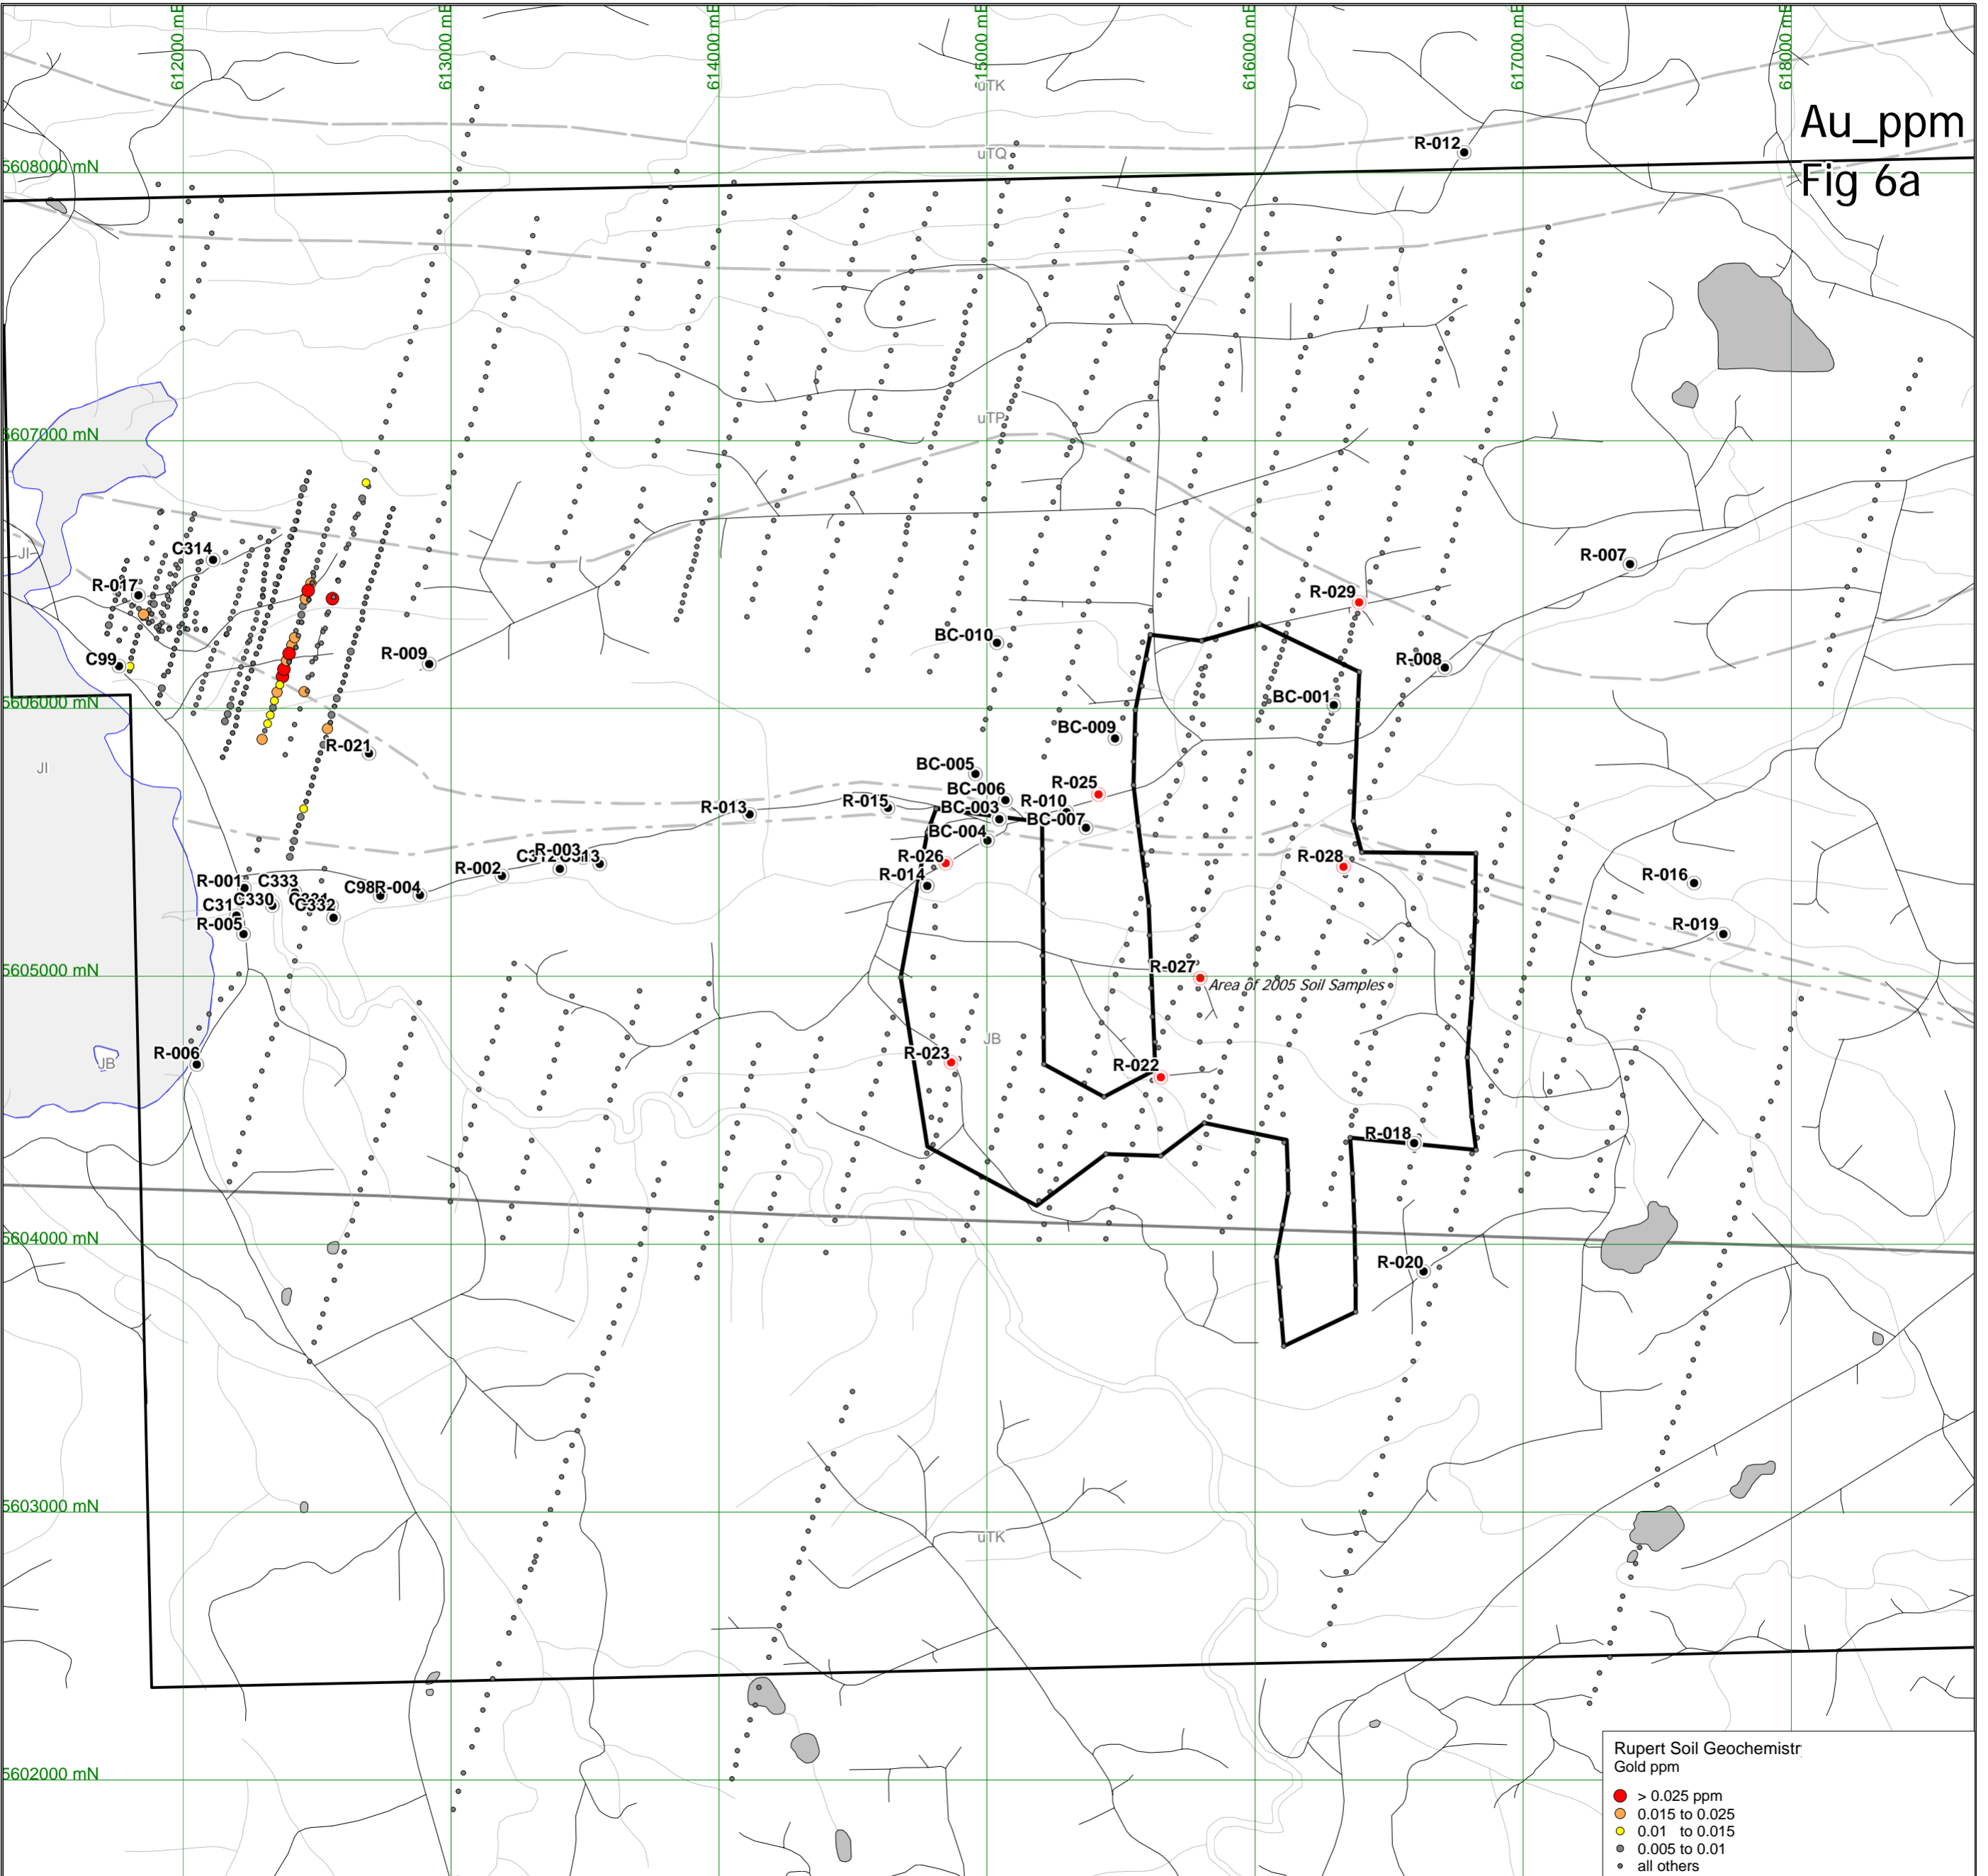 612000 mE
613000 mE
614000 mE
615000 mE
616000 mE
617000 mE
618000 mE
uTK
Au_ppm
R-012
uTQ
5608000 mN
Fig 6a
uTP
5607000 mN
JI
C314
R-007
R-017
R-029
BC-010
R-009
C99
R-008
5606000 mN
BC-001
BC-009
R-021
JI
BC-005
BC-006
R-025
R-013
R-015
BC-003
R-010
BC-007
BC-004
R-003
C312
C313
R-026
R-028
R-002
R-014
R-016
R-001
C333
C98
R-004
C31
C330
C332
R-005
R-019
5605000 mN
R-027
Area of 2005 Soil Samples
JB
R-006
JB
R-023
R-022
R-018
5604000 mN
R-020
5603000 mN
uTK
5602000 mN
Rupert Soil Geochemistr
Gold ppm
> 0.025 ppm
0.015 to 0.025
0.01 to 0.015
0.005 to 0.01
all others